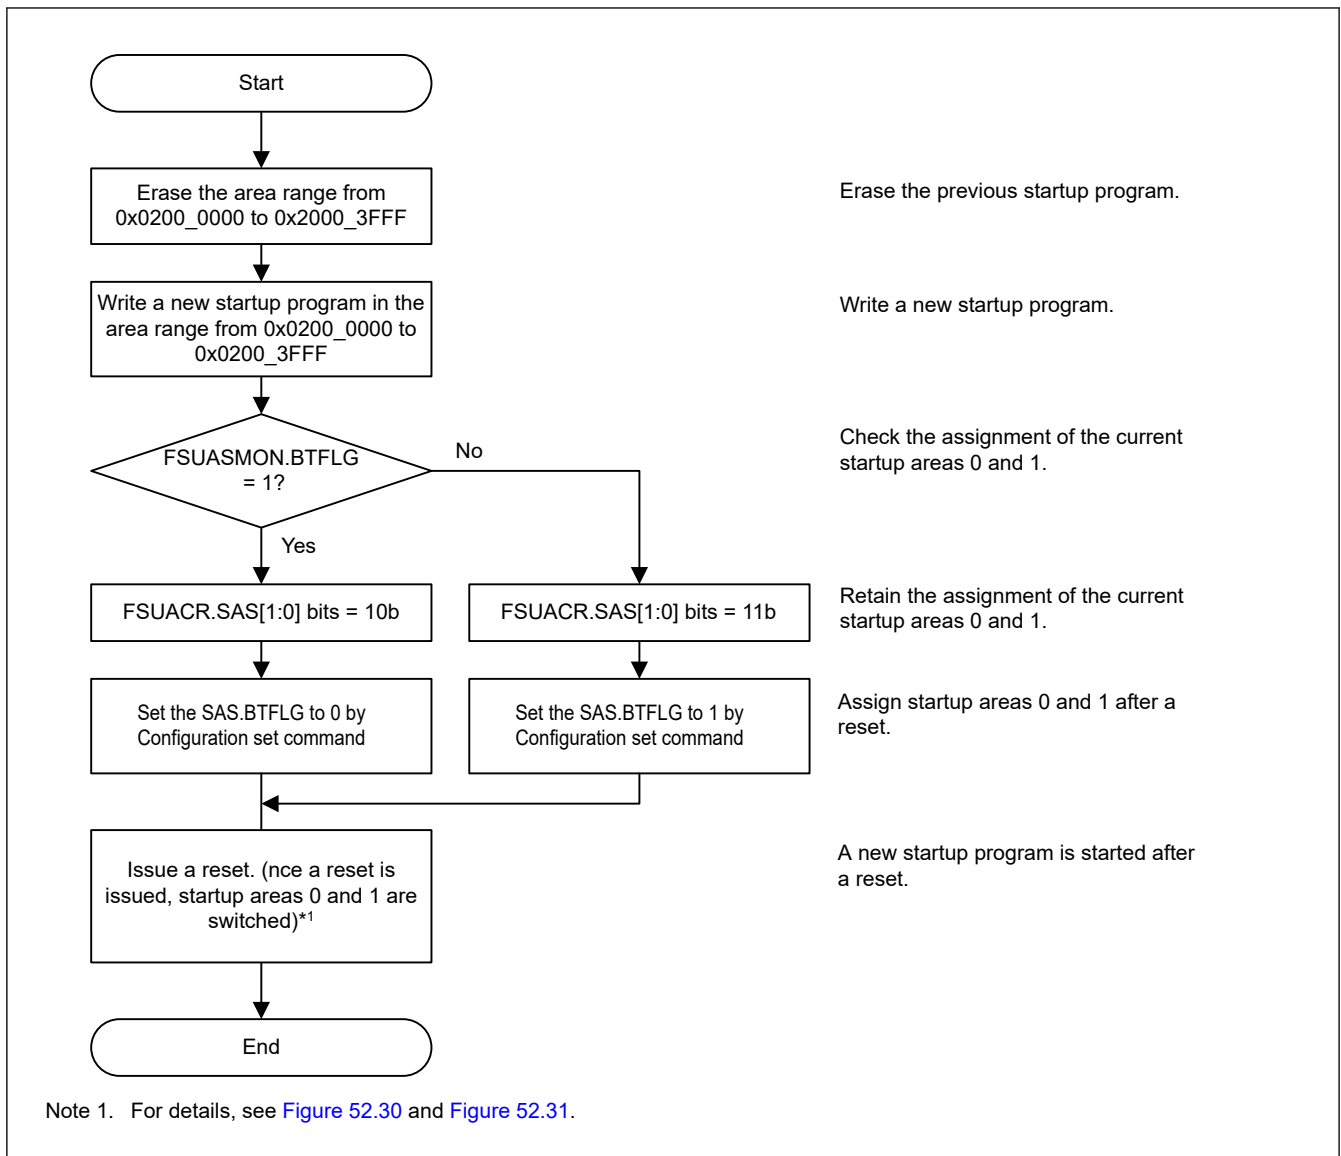 Start
Erase the area range from
0x0200_0000 to 0x2000_3FFF
Erase the previous startup program.
Write a new startup program in the
area range from 0x0200_0000 to
0x0200_3FFF
Write a new startup program.
FSUASMON.BTFLG
= 1?
No
Yes
Check the assignment of the current
startup areas 0 and 1.
FSUACR.SAS[1:0] bits = 10b
FSUACR.SAS[1:0] bits = 11b
Retain the assignment of the current
startup areas 0 and 1.
Set the SAS.BTFLG to 0 by
Configuration set command
Set the SAS.BTFLG to 1 by
Configuration set command
Assign startup areas 0 and 1 after a
reset.
Issue a reset. (nce a reset is
issued, startup areas 0 and 1 are
switched)*1
A new startup program is started after
a reset.
End
Note 1. For details, see Figure 52.30 and Figure 52.31.